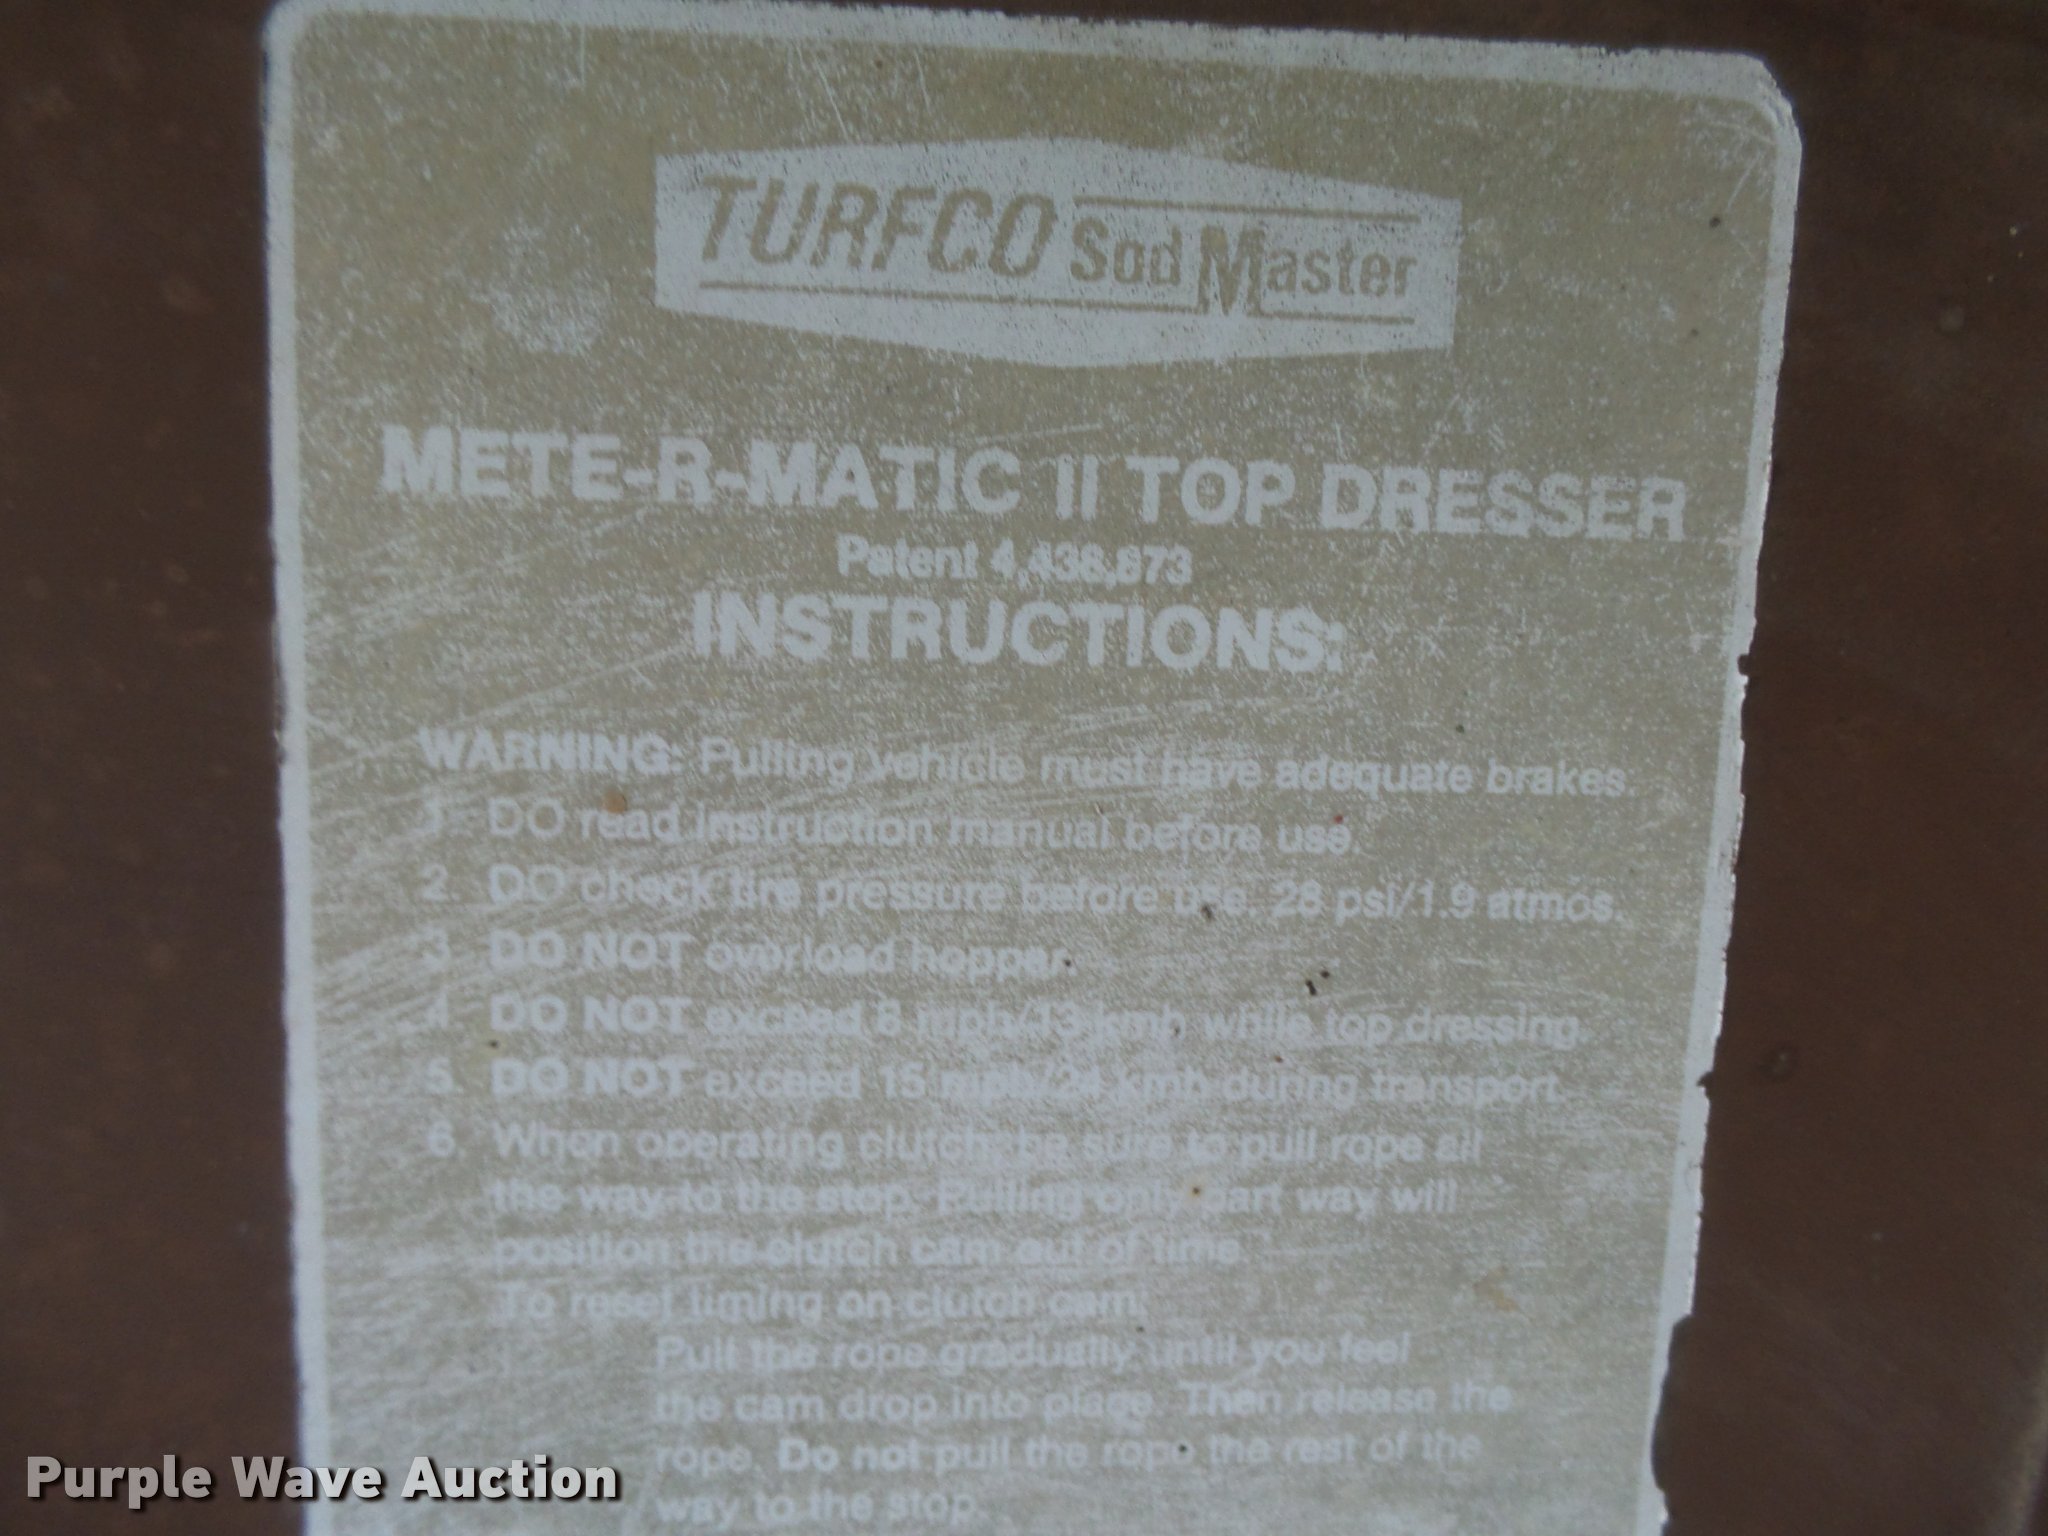 TURFCO Sod Master
METE-R-MATIC II TOP DRESSER
Patent 4,438,873
INSTRUCTIONS:
WARNING: Pulling vehicle must have adequate brakes.
1. DO read instruction manual before use.
2. DO check tire pressure before use. 28 psi/1.9 atmos.
3. DO NOT overload hopper.
4. DO NOT exceed 8 mph/13 kmh while top dressing.
5. DO NOT exceed 15 mph/24 kmh during transport.
6. When operating clutch, be sure to pull rope all
the way to the stop. Pulling only part way will
position the clutch cam out of time.
To reset timing on clutch cam:
Pull the rope gradually until you feel
the cam drop into place. Then release the
rope. Do not pull the rope the rest of the
way to the stop.
Purple Wave Auction